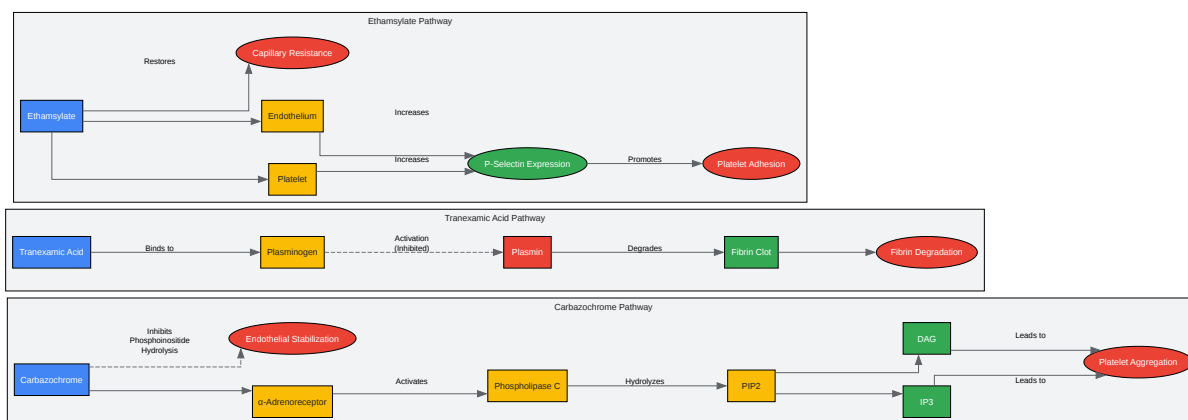 Ethamsylate Pathway
Restores
Capillary Resistance
Ethamsylate
Endothelium
Increases
Increases
Platelet
P-Selectin Expression
Promotes
Platelet Adhesion
Tranexamic Acid Pathway
Tranexamic Acid
Binds to
Plasminogen
Activation
(Inhibited)
Plasmin
Degrades
Fibrin Clot
Fibrin Degradation
Carbazochrome Pathway
Inhibits
Phosphoinositide
Hydrolysis
Endothelial Stabilization
Carbazochrome
α-Adrenoreceptor
Activates
Phospholipase C
Hydrolyzes
PIP2
DAG
IP3
Leads to
Leads to
Platelet Aggregation